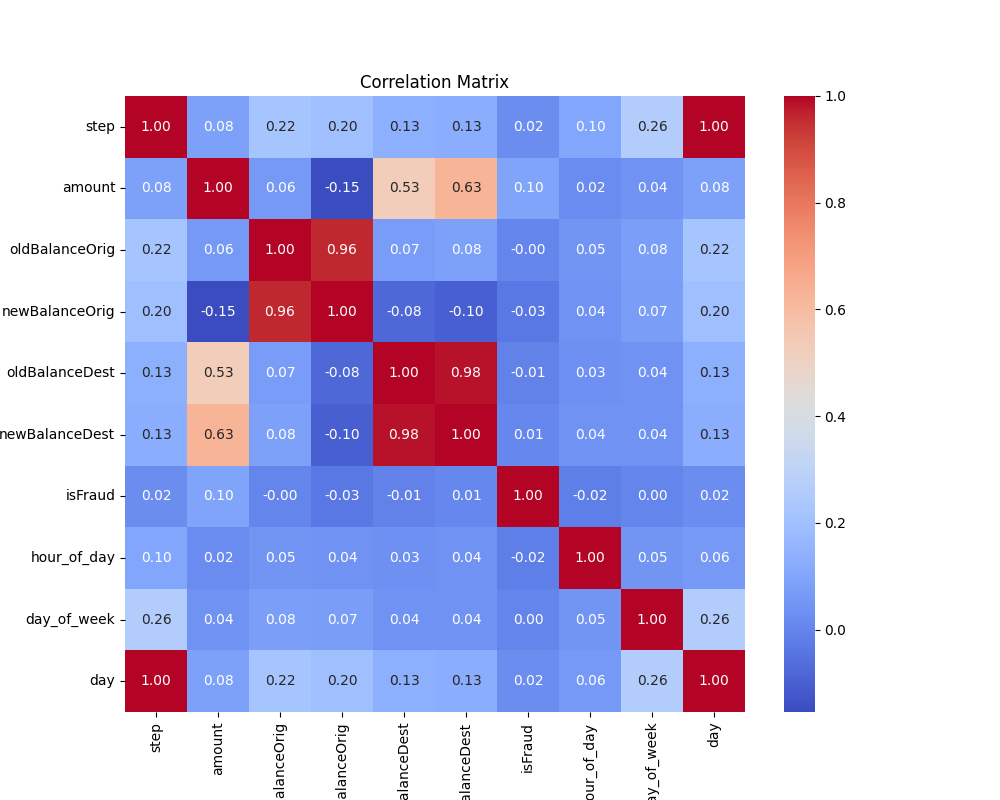 Correlation Matrix
step 1.00 0.08 0.22 0.20 0.13 0.13 0.02 0.10 0.26 1.00
amount 0.08 1.00 0.06 -0.15 0.53 0.63 0.10 0.02 0.04 0.08
oldBalanceOrig 0.22 0.06 1.00 0.96 0.07 0.08 -0.00 0.05 0.08 0.22
newBalanceOrig 0.20 -0.15 0.96 1.00 -0.08 -0.10 -0.03 0.04 0.07 0.20
oldBalanceDest 0.13 0.53 0.07 -0.08 1.00 0.98 -0.01 0.03 0.04 0.13
newBalanceDest 0.13 0.63 0.08 -0.10 0.98 1.00 0.01 0.04 0.04 0.13
isFraud 0.02 0.10 -0.00 -0.03 -0.01 0.01 1.00 -0.02 0.00 0.02
hour_of_day 0.10 0.02 0.05 0.04 0.03 0.04 -0.02 1.00 0.05 0.06
day_of_week 0.26 0.04 0.08 0.07 0.04 0.04 0.00 0.05 1.00 0.26
day 1.00 0.08 0.22 0.20 0.13 0.13 0.02 0.06 0.26 1.00
step amount alanceOrig alanceOrig alanceDest alanceDest isFraud our_of_day ay_of_week day
1.0
0.8
0.6
0.4
0.2
0.0